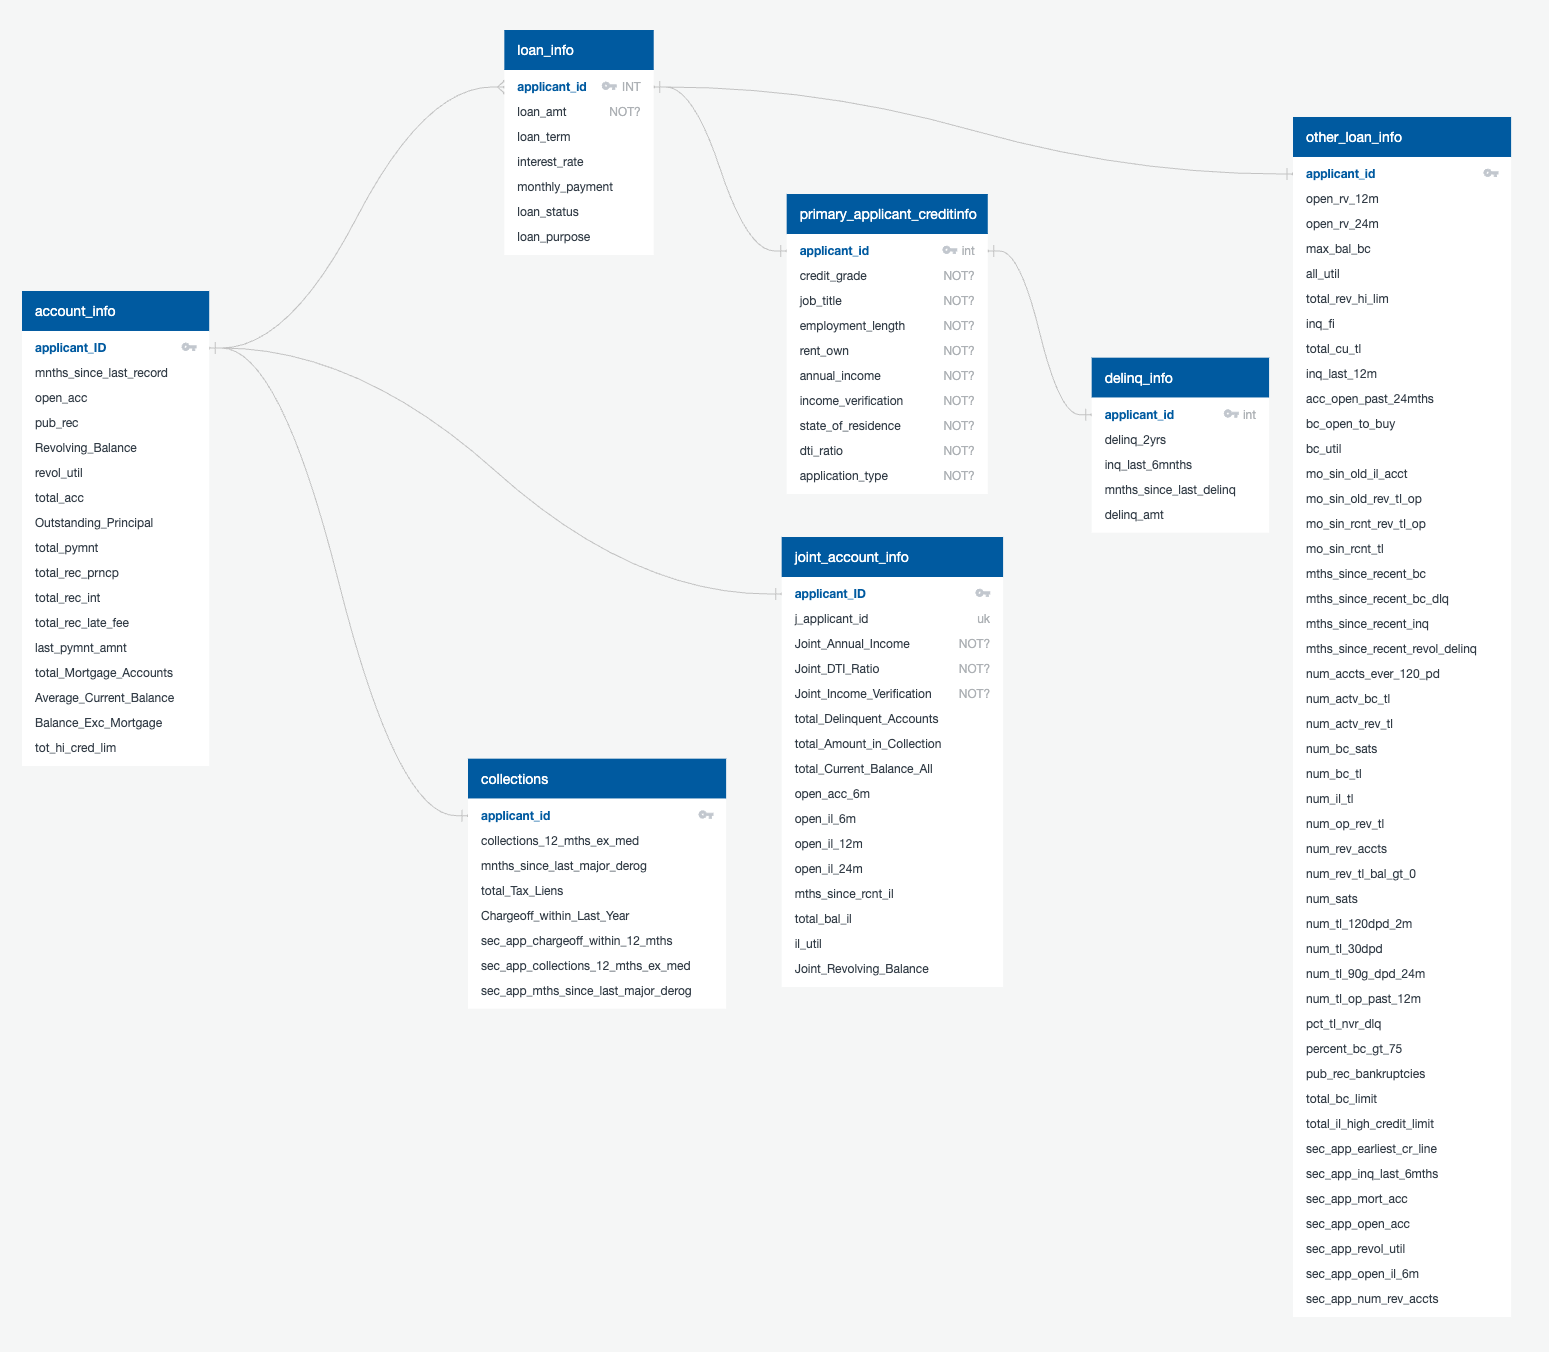 loan_info
applicant_id INT
loan_amt NOT?
loan_term
interest_rate
monthly_payment
loan_status
loan_purpose
other_loan_info
applicant_id
open_rv_12m
open_rv_24m
max_bal_bc
all_util
total_rev_hi_lim
inq_fi
total_cu_tl
inq_last_12m
acc_open_past_24mths
bc_open_to_buy
bc_util
mo_sin_old_il_acct
mo_sin_old_rev_tl_op
mo_sin_rcnt_rev_tl_op
mo_sin_rcnt_tl
mths_since_recent_bc
mths_since_recent_bc_dlq
mths_since_recent_inq
mths_since_recent_revol_delinq
num_accts_ever_120_pd
num_actv_bc_tl
num_actv_rev_tl
num_bc_sats
num_bc_tl
num_il_tl
num_op_rev_tl
num_rev_accts
num_rev_tl_bal_gt_0
num_sats
num_tl_120dpd_2m
num_tl_30dpd
num_tl_90g_dpd_24m
num_tl_op_past_12m
pct_tl_nvr_dlq
percent_bc_gt_75
pub_rec_bankruptcies
total_bc_limit
total_il_high_credit_limit
sec_app_earliest_cr_line
sec_app_inq_last_6mths
sec_app_mort_acc
sec_app_open_acc
sec_app_revol_util
sec_app_open_il_6m
sec_app_num_rev_accts
primary_applicant_creditinfo
applicant_id int
credit_grade NOT?
job_title NOT?
employment_length NOT?
rent_own NOT?
annual_income NOT?
income_verification NOT?
state_of_residence NOT?
dti_ratio NOT?
application_type NOT?
account_info
applicant_ID
mnths_since_last_record
open_acc
pub_rec
Revolving_Balance
revol_util
total_acc
Outstanding_Principal
total_pymnt
total_rec_prncp
total_rec_int
total_rec_late_fee
last_pymnt_amnt
total_Mortgage_Accounts
Average_Current_Balance
Balance_Exc_Mortgage
tot_hi_cred_lim
delinq_info
applicant_id int
delinq_2yrs
inq_last_6mnths
mnths_since_last_delinq
delinq_amt
joint_account_info
applicant_ID
j_applicant_id uk
Joint_Annual_Income NOT?
Joint_DTI_Ratio NOT?
Joint_Income_Verification NOT?
total_Delinquent_Accounts
total_Amount_in_Collection
total_Current_Balance_All
open_acc_6m
open_il_6m
open_il_12m
open_il_24m
mths_since_rcnt_il
total_bal_il
il_util
Joint_Revolving_Balance
collections
applicant_id
collections_12_mths_ex_med
mnths_since_last_major_derog
total_Tax_Liens
Chargeoff_within_Last_Year
sec_app_chargeoff_within_12_mths
sec_app_collections_12_mths_ex_med
sec_app_mths_since_last_major_derog